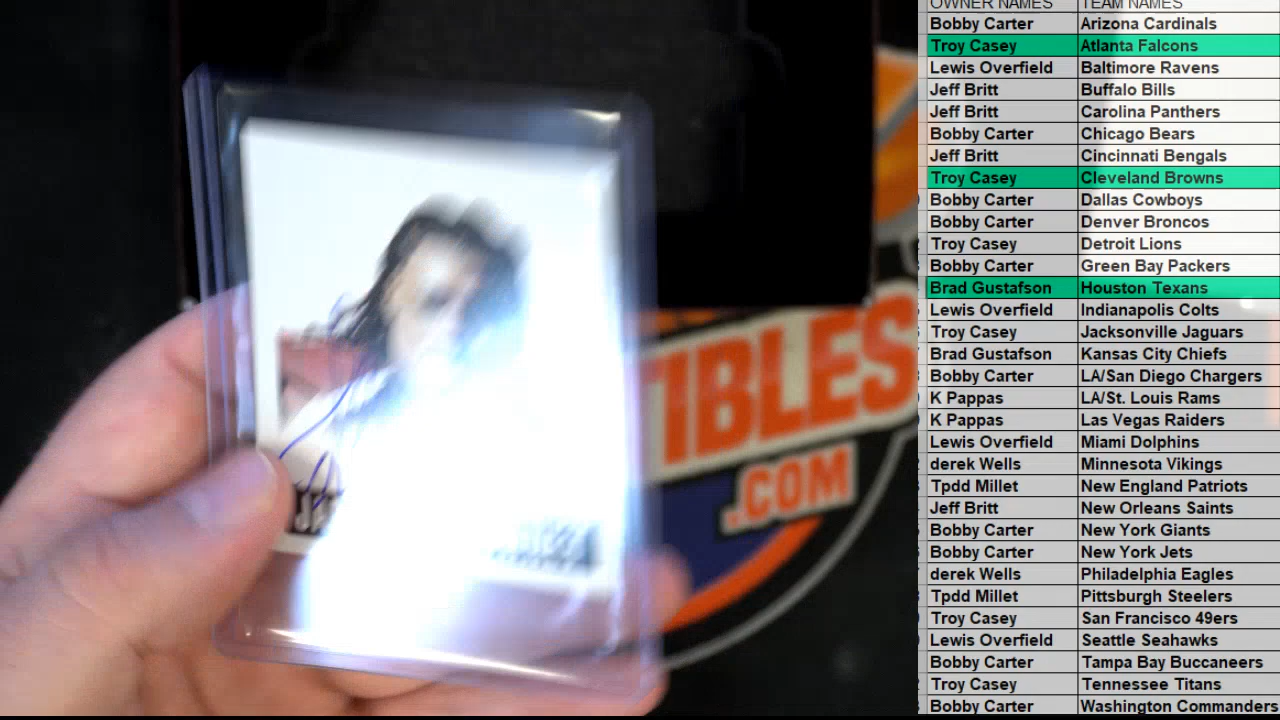 OWNER NAMES TEAM NAMES
Bobby Carter Arizona Cardinals
Troy Casey Atlanta Falcons
Lewis Overfield Baltimore Ravens
Jeff Britt Buffalo Bills
Jeff Britt Carolina Panthers
Bobby Carter Chicago Bears
Jeff Britt Cincinnati Bengals
Troy Casey Cleveland Browns
Bobby Carter Dallas Cowboys
Bobby Carter Denver Broncos
Troy Casey Detroit Lions
Bobby Carter Green Bay Packers
Brad Gustafson Houston Texans
Lewis Overfield Indianapolis Colts
Troy Casey Jacksonville Jaguars
Brad Gustafson Kansas City Chiefs
Bobby Carter LA/San Diego Chargers
K Pappas LA/St. Louis Rams
K Pappas Las Vegas Raiders
Lewis Overfield Miami Dolphins
derek Wells Minnesota Vikings
Tpdd Millet New England Patriots
Jeff Britt New Orleans Saints
Bobby Carter New York Giants
Bobby Carter New York Jets
derek Wells Philadelphia Eagles
Tpdd Millet Pittsburgh Steelers
Troy Casey San Francisco 49ers
Lewis Overfield Seattle Seahawks
Bobby Carter Tampa Bay Buccaneers
Troy Casey Tennessee Titans
Bobby Carter Washington Commanders
TIBLES
.COM